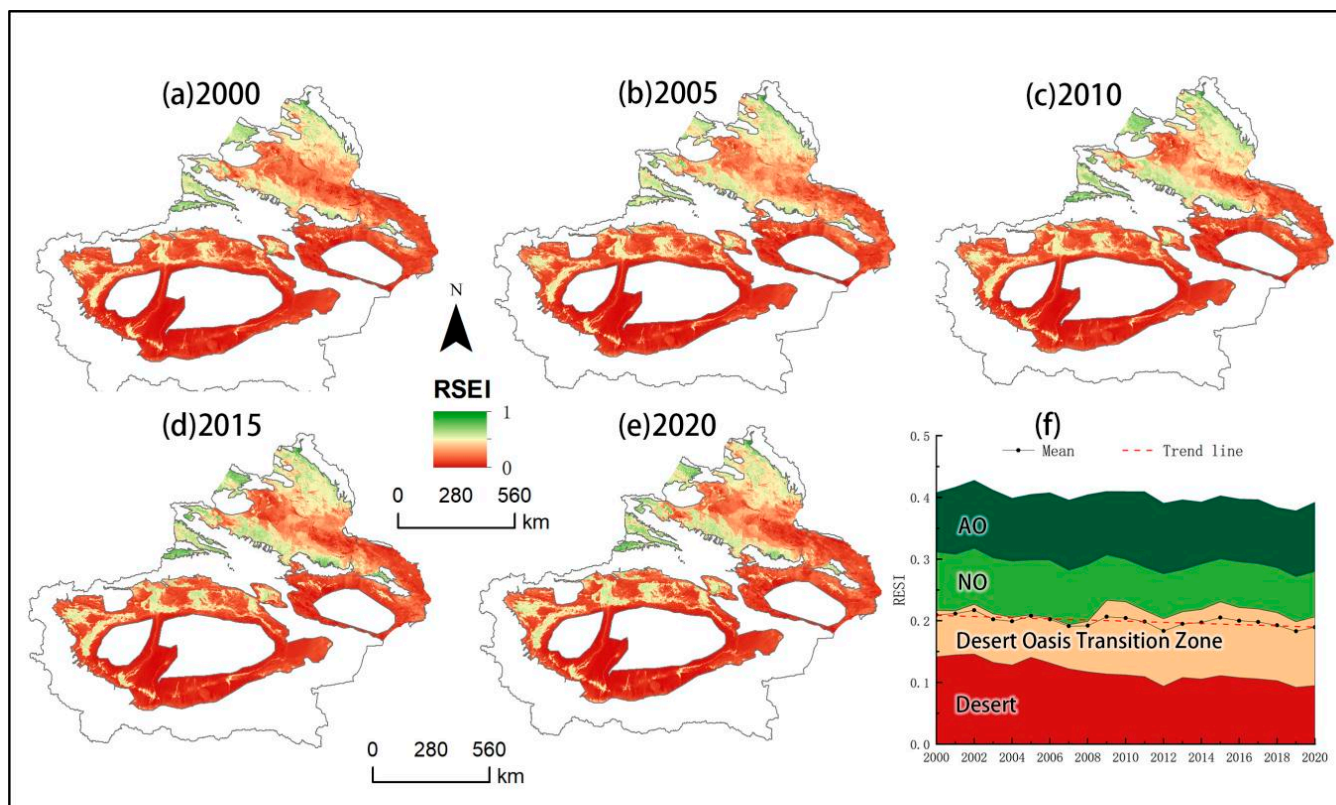 (a)2000
(b)2005
(c)2010
N
RSEI
1
0
0 280 560
km
(d)2015
(e)2020
0 280 560
km
(f)
Mean
Trend line
RESI
0.5
0.4
0.3
0.2
0.1
0.0
AO
NO
Desert Oasis Transition Zone
Desert
2000 2002 2004 2006 2008 2010 2012 2014 2016 2018 2020